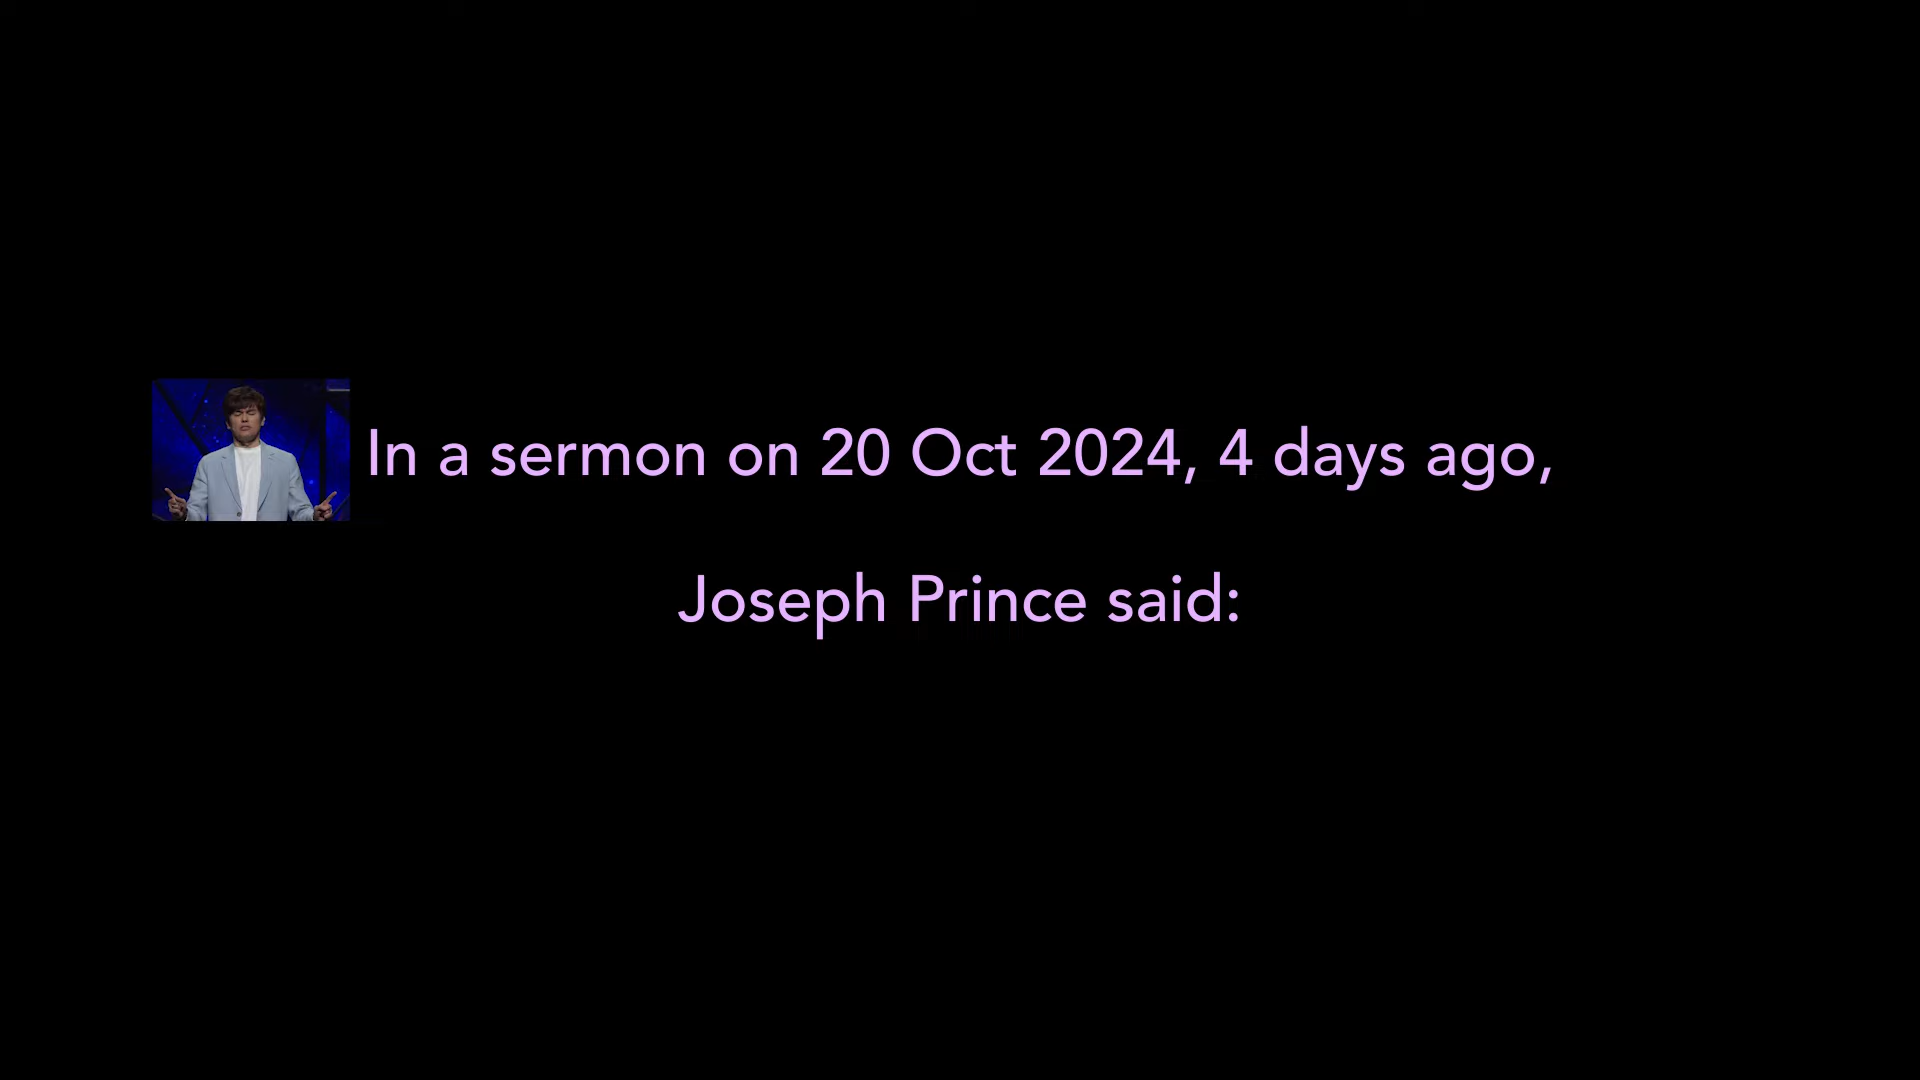 In a sermon on 20 Oct 2024, 4 days ago,
Joseph Prince said: